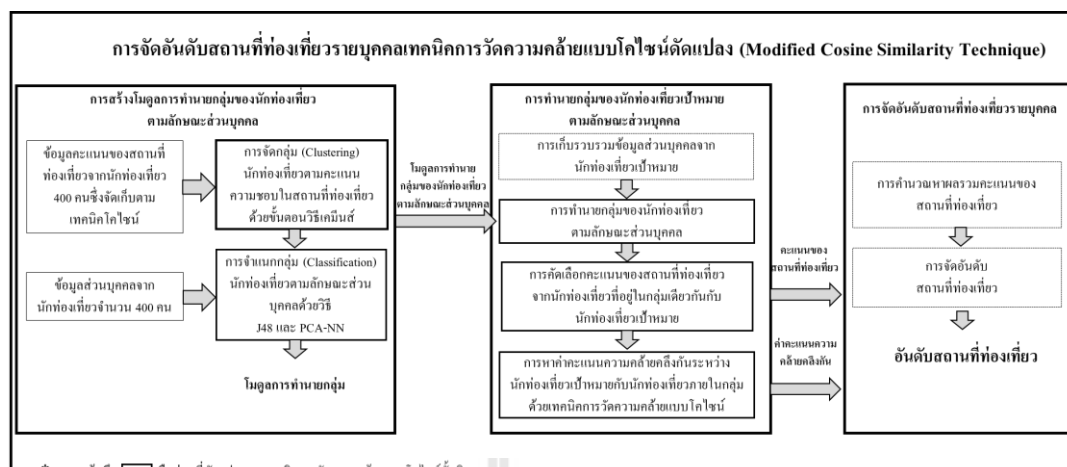 การจัดอันดับสถานที่ท่องเที่ยวรายบุคคลเทคนิคการวัดความคล้ายแบบโคไซน์ดัดแปลง (Modified Cosine Similarity Technique)
การสร้างโมดูลการทำนายกลุ่มของนักท่องเที่ยว
ตามลักษณะส่วนบุคคล
ข้อมูลคะแนนของสถานที่
ท่องเที่ยวจากนักท่องเที่ยว
400 คนซึ่งจัดเก็บตาม
เทคนิคโคไซน์
การจัดกลุ่ม (Clustering)
นักท่องเที่ยวตามคะแนน
ความชอบในสถานที่ท่องเที่ยว
ด้วยขั้นตอนวิธีเคมีนส์
ข้อมูลส่วนบุคคลจาก
นักท่องเที่ยวจำนวน 400 คน
การจำแนกกลุ่ม (Classification)
นักท่องเที่ยวตามลักษณะส่วน
บุคคลด้วยวิธี
J48 และ PCA-NN
โมดูลการทำนายกลุ่ม
โมดูลการทำนาย
กลุ่มของนักท่องเที่ยว
ตามลักษณะส่วนบุคคล
การทำนายกลุ่มของนักท่องเที่ยวเป้าหมาย
ตามลักษณะส่วนบุคคล
การเก็บรวบรวมข้อมูลส่วนบุคคลจาก
นักท่องเที่ยวเป้าหมาย
การทำนายกลุ่มของนักท่องเที่ยว
ตามลักษณะส่วนบุคคล
การคัดเลือกคะแนนของสถานที่ท่องเที่ยว
จากนักท่องเที่ยวที่อยู่ในกลุ่มเดียวกันกับ
นักท่องเที่ยวเป้าหมาย
การหาค่าคะแนนความคล้ายคลึงกันระหว่าง
นักท่องเที่ยวเป้าหมายกับนักท่องเที่ยวภายในกลุ่ม
ด้วยเทคนิคการวัดความคล้ายแบบโคไซน์
คะแนนของ
สถานที่ท่องเที่ยว
ค่าคะแนนความ
คล้ายคลึงกัน
การจัดอันดับสถานที่ท่องเที่ยวรายบุคคล
การคำนวณหาผลรวมคะแนนของ
สถานที่ท่องเที่ยว
การจัดอันดับ
สถานที่ท่องเที่ยว
อันดับสถานที่ท่องเที่ยว